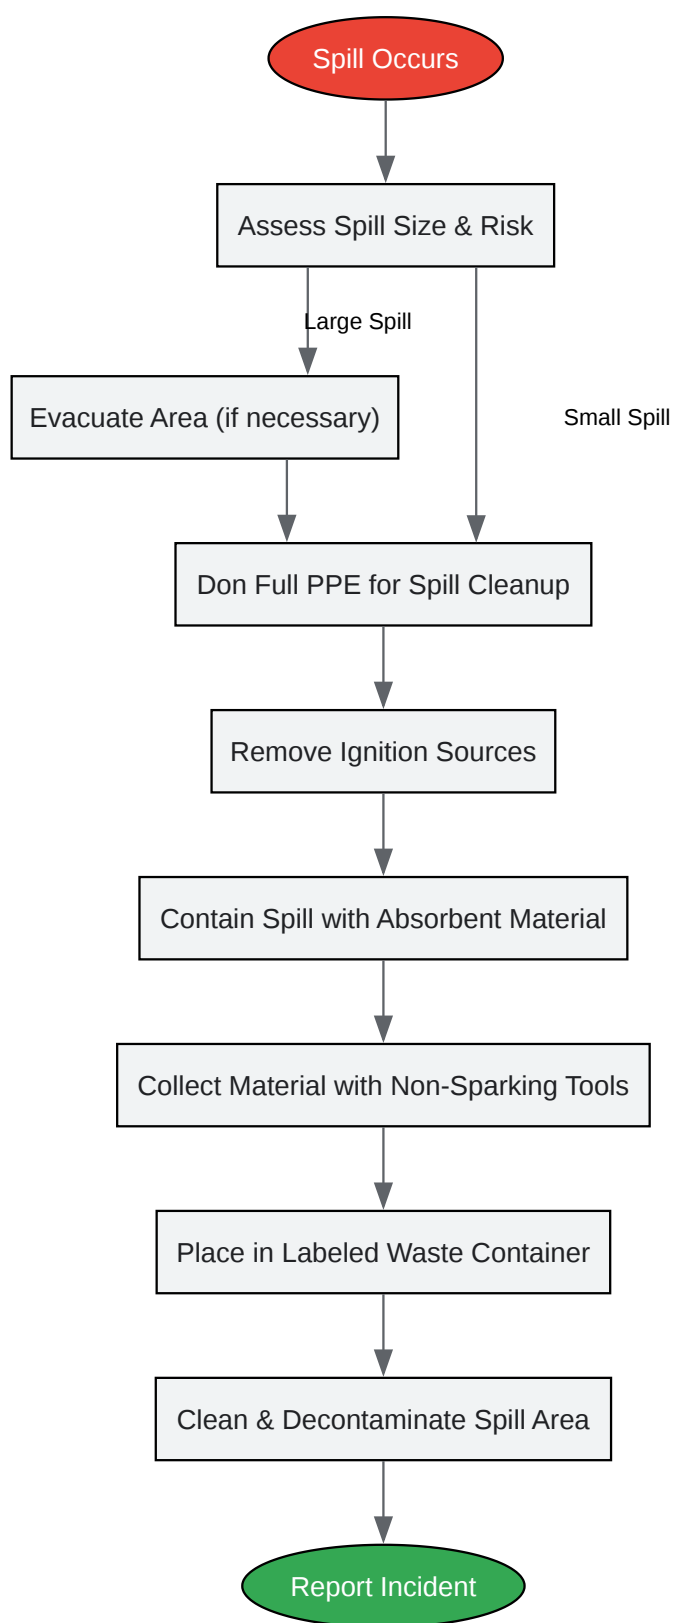 Spill Occurs
Assess Spill Size & Risk
Large Spill
Evacuate Area (if necessary)
Small Spill
Don Full PPE for Spill Cleanup
Remove Ignition Sources
Contain Spill with Absorbent Material
Collect Material with Non-Sparking Tools
Place in Labeled Waste Container
Clean & Decontaminate Spill Area
Report Incident